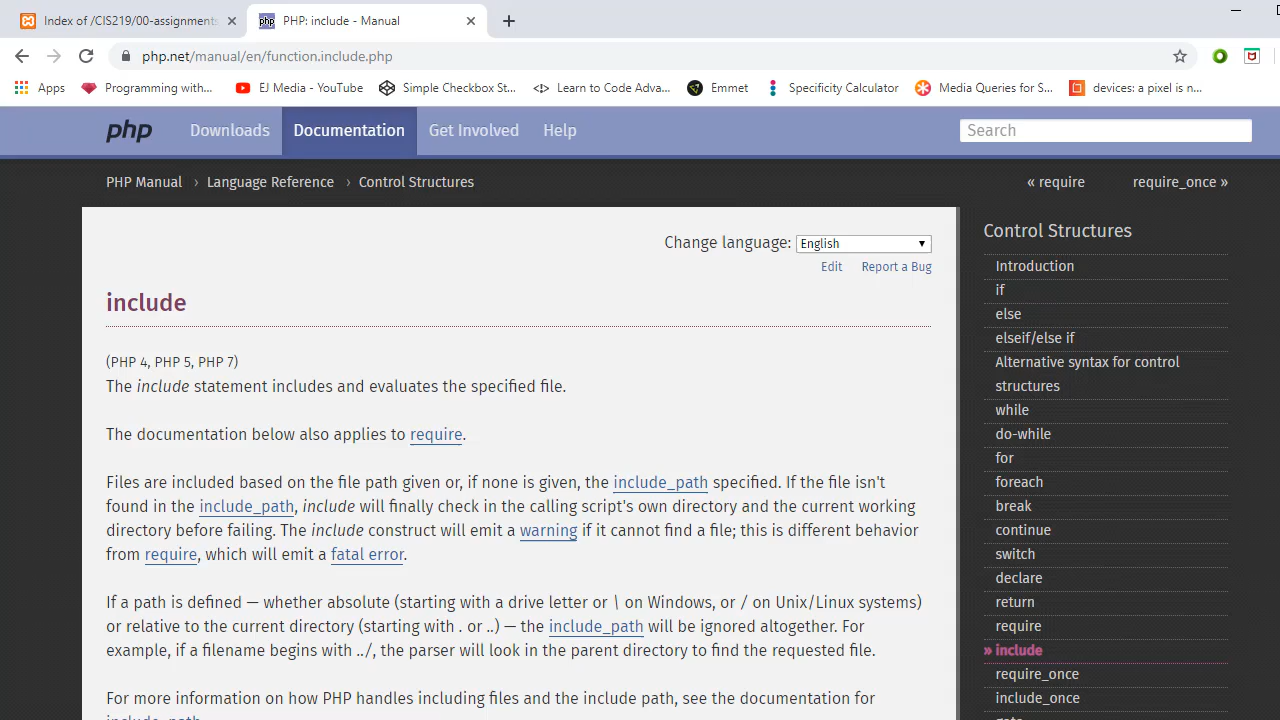 Index of /CIS219/00-assignments
PHP: include - Manual
php.net/manual/en/function.include.php
Apps
Programming with...
EJ Media - YouTube
Simple Checkbox St...
Learn to Code Adva...
Emmet
Specificity Calculator
Media Queries for S...
devices: a pixel is n...
php
Downloads
Documentation
Get Involved
Help
Search
PHP Manual › Language Reference › Control Structures
« require
require_once »
Change language: English
Edit
Report a Bug
include
(PHP 4, PHP 5, PHP 7)
The include statement includes and evaluates the specified file.
The documentation below also applies to require.
Files are included based on the file path given or, if none is given, the include_path specified. If the file isn't
found in the include_path, include will finally check in the calling script's own directory and the current working
directory before failing. The include construct will emit a warning if it cannot find a file; this is different behavior
from require, which will emit a fatal error.
If a path is defined — whether absolute (starting with a drive letter or \ on Windows, or / on Unix/Linux systems)
or relative to the current directory (starting with . or ..) — the include_path will be ignored altogether. For
example, if a filename begins with ../, the parser will look in the parent directory to find the requested file.
For more information on how PHP handles including files and the include path, see the documentation for
include_path.
Control Structures
Introduction
if
else
elseif/else if
Alternative syntax for control
structures
while
do-while
for
foreach
break
continue
switch
declare
return
require
» include
require_once
include_once
goto